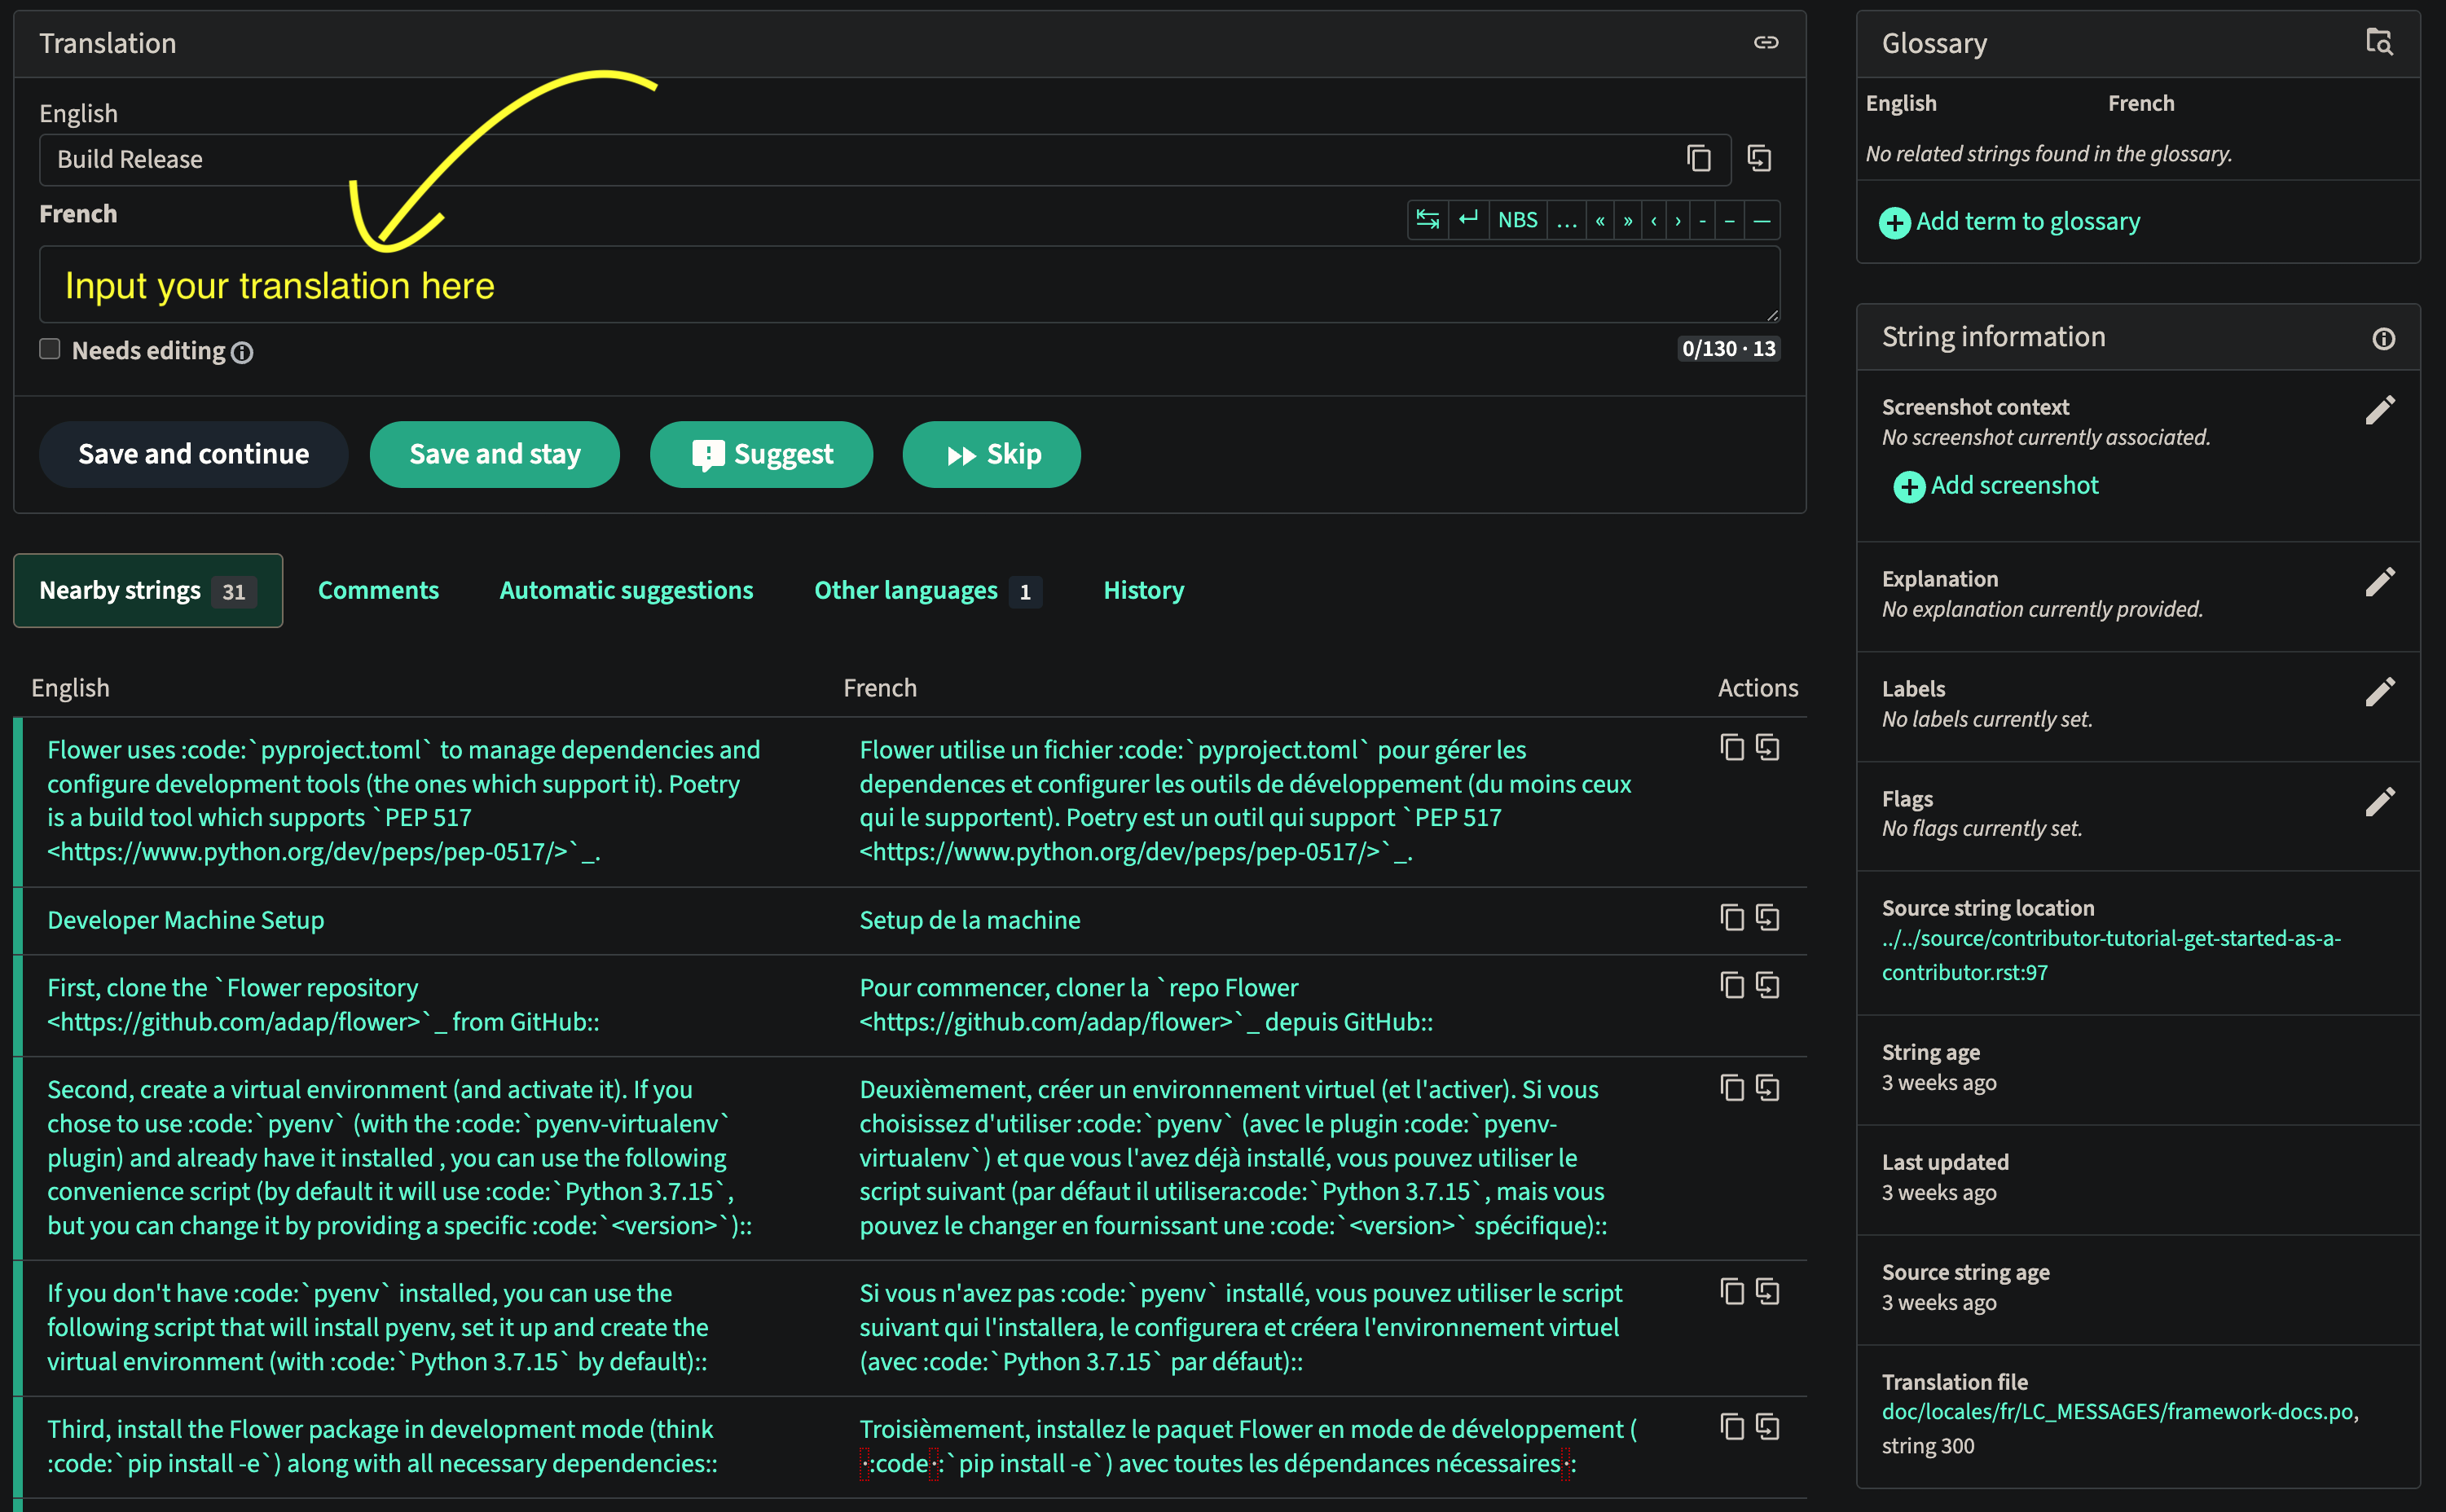 Translation
English
Build Release
French
NBS … « » ‹ › - – —
Input your translation here
Needs editing
0/130 · 13
Save and continue
Save and stay
Suggest
Skip
Nearby strings 31
Comments
Automatic suggestions
Other languages 1
History
English French Actions
Flower uses :code:`pyproject.toml` to manage dependencies and
configure development tools (the ones which support it). Poetry
is a build tool which supports `PEP 517
<https://www.python.org/dev/peps/pep-0517/>`_.
Flower utilise un fichier :code:`pyproject.toml` pour gérer les
dependences et configurer les outils de développement (du moins ceux
qui le supportent). Poetry est un outil qui support `PEP 517
<https://www.python.org/dev/peps/pep-0517/>`_.
Developer Machine Setup
Setup de la machine
First, clone the `Flower repository
<https://github.com/adap/flower>`_ from GitHub::
Pour commencer, cloner la `repo Flower
<https://github.com/adap/flower>`_ depuis GitHub::
Second, create a virtual environment (and activate it). If you
chose to use :code:`pyenv` (with the :code:`pyenv-virtualenv`
plugin) and already have it installed , you can use the following
convenience script (by default it will use :code:`Python 3.7.15`,
but you can change it by providing a specific :code:`<version>`)::
Deuxièmement, créer un environnement virtuel (et l'activer). Si vous
choisissez d'utiliser :code:`pyenv` (avec le plugin :code:`pyenv-
virtualenv`) et que vous l'avez déjà installé, vous pouvez utiliser le
script suivant (par défaut il utilisera:code:`Python 3.7.15`, mais vous
pouvez le changer en fournissant une :code:`<version>` spécifique)::
If you don't have :code:`pyenv` installed, you can use the
following script that will install pyenv, set it up and create the
virtual environment (with :code:`Python 3.7.15` by default)::
Si vous n'avez pas :code:`pyenv` installé, vous pouvez utiliser le script
suivant qui l'installera, le configurera et créera l'environnement virtuel
(avec :code:`Python 3.7.15` par défaut)::
Third, install the Flower package in development mode (think
:code:`pip install -e`) along with all necessary dependencies::
Troisièmement, installez le paquet Flower en mode de développement (
:code :`pip install -e`) avec toutes les dépendances nécessaires :
Glossary
English French
No related strings found in the glossary.
Add term to glossary
String information
Screenshot context
No screenshot currently associated.
Add screenshot
Explanation
No explanation currently provided.
Labels
No labels currently set.
Flags
No flags currently set.
Source string location
../../source/contributor-tutorial-get-started-as-a-
contributor.rst:97
String age
3 weeks ago
Last updated
3 weeks ago
Source string age
3 weeks ago
Translation file
doc/locales/fr/LC_MESSAGES/framework-docs.po,
string 300